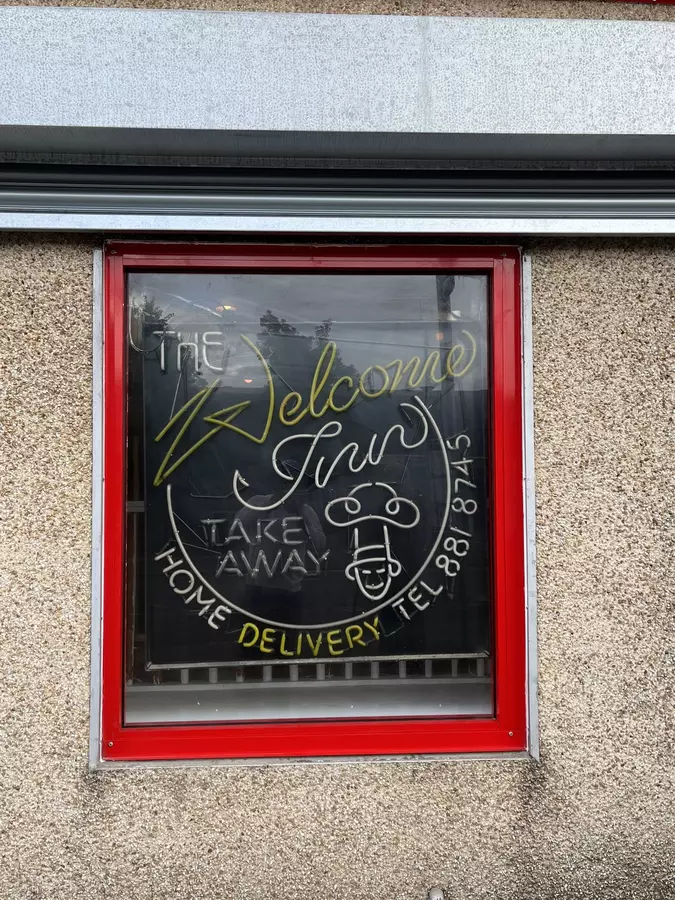 THE
Welcome
Inn
TAKE
AWAY
HOME DELIVERY TEL 881 8745